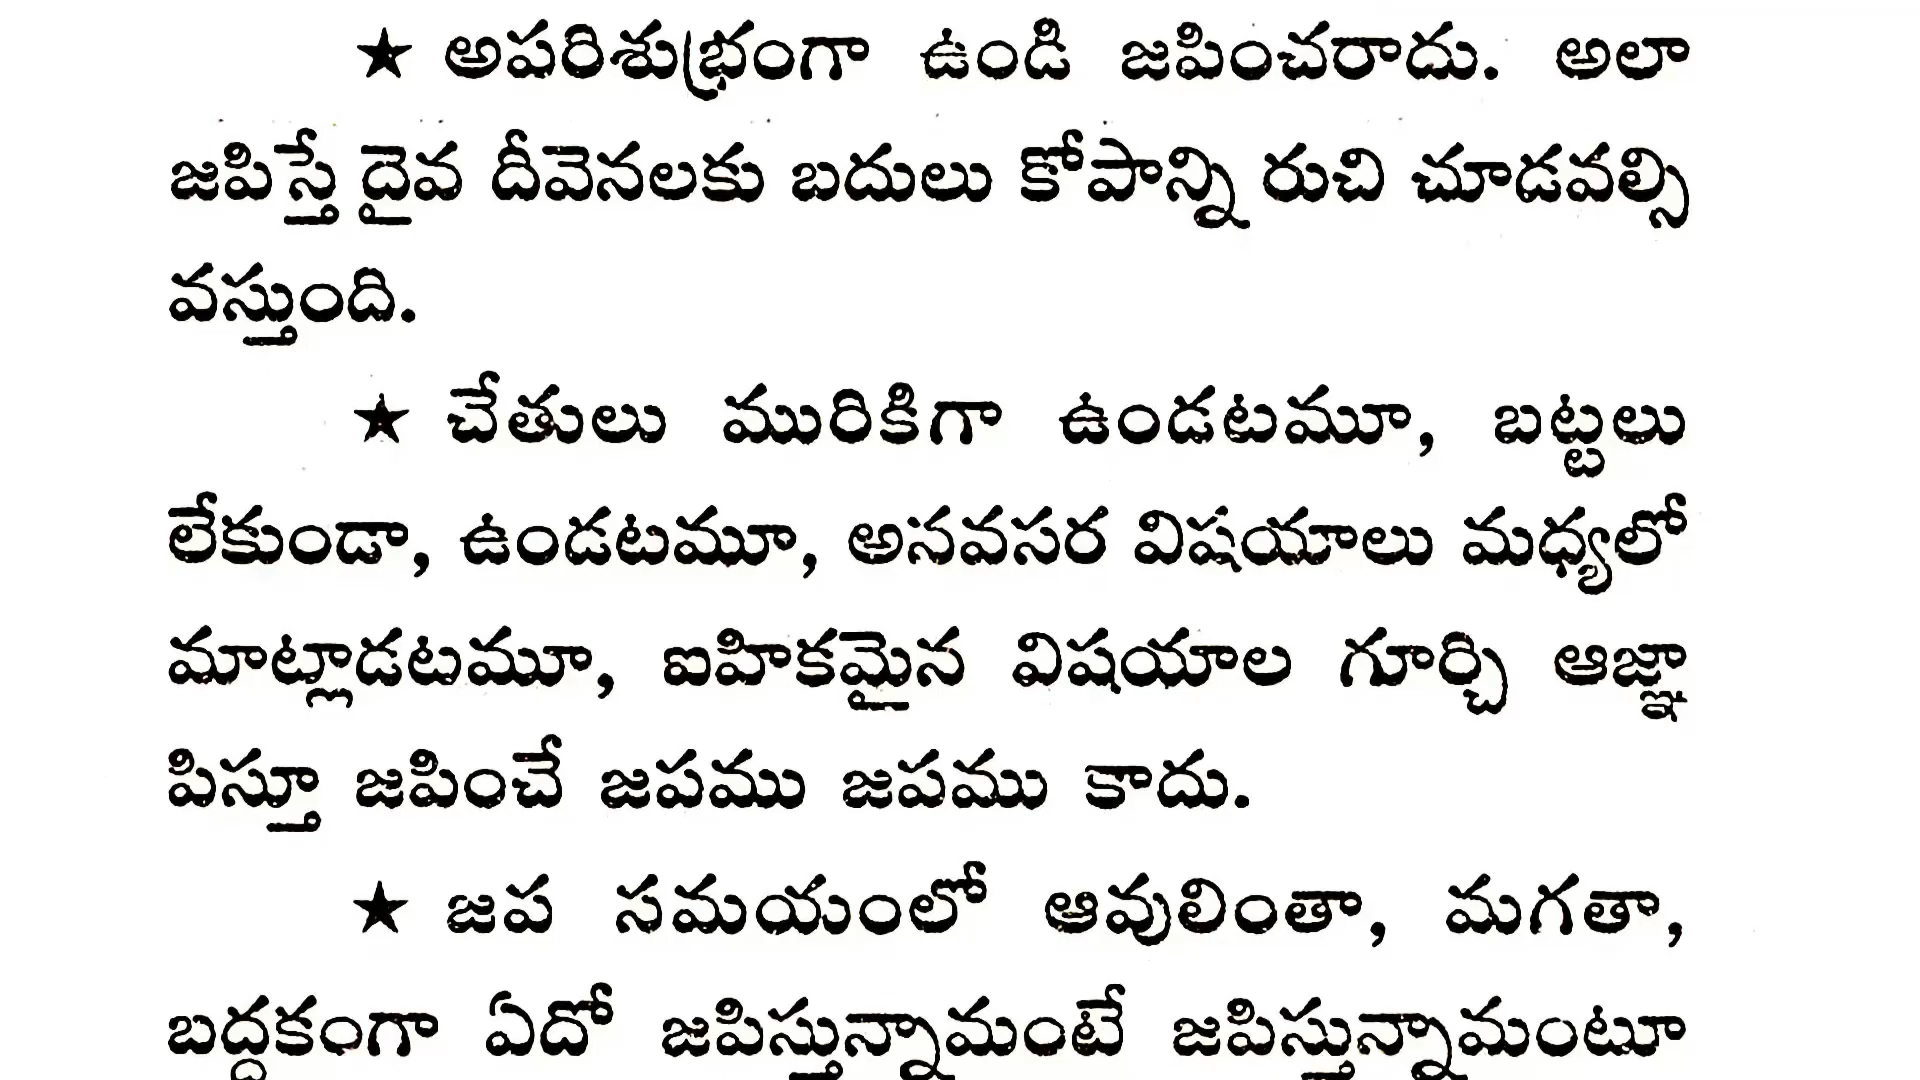 ★ అపరిశుభ్రంగా ఉండి జపించరాదు. అలా
జపిస్తే దైవ దీవెనలకు బదులు కోపాన్ని రుచి చూడవల్సి
వస్తుంది.
★ చేతులు మురికిగా ఉండటమూ, బట్టలు
లేకుండా, ఉండటమూ, అనవసర విషయాలు మధ్యలో
మాట్లాడటమూ, ఐహికమైన విషయాల గూర్చి ఆజ్ఞా
పిస్తూ జపించే జపము జపము కాదు.
★ జప సమయంలో ఆవులింతా, మగతా,
బద్దకంగా ఏదో జపిస్తున్నామంటే జపిస్తున్నామంటూ